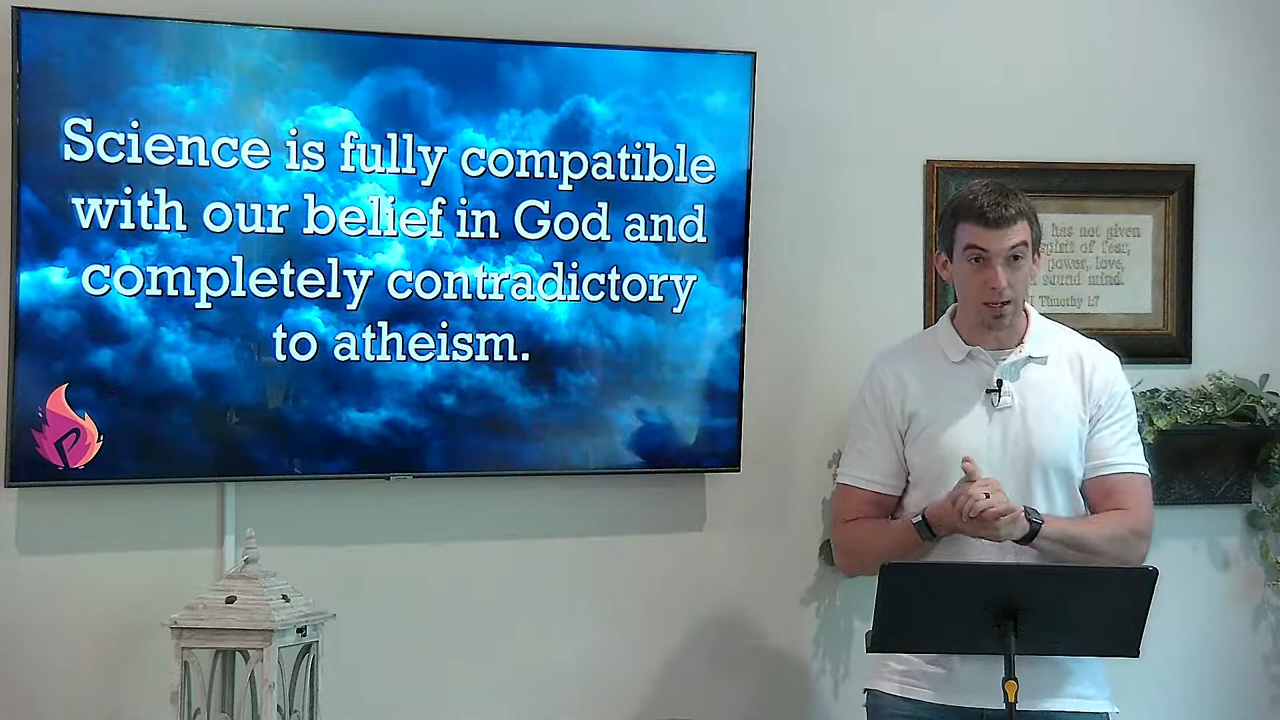 Science is fully compatible
with our belief in God and
completely contradictory
to atheism.
P
has not given
spirit of fear,
power, love,
sound mind.
Timothy 1:7